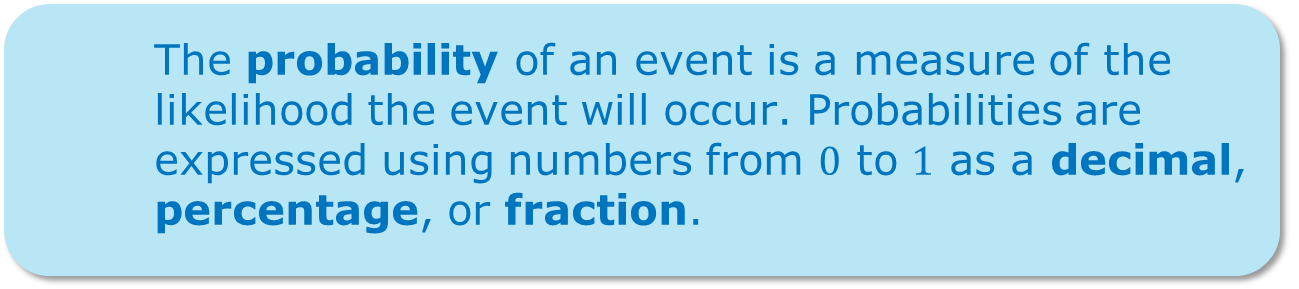 The probability of an event is a measure of the
likelihood the event will occur. Probabilities are
expressed using numbers from 0 to 1 as a decimal,
percentage, or fraction.